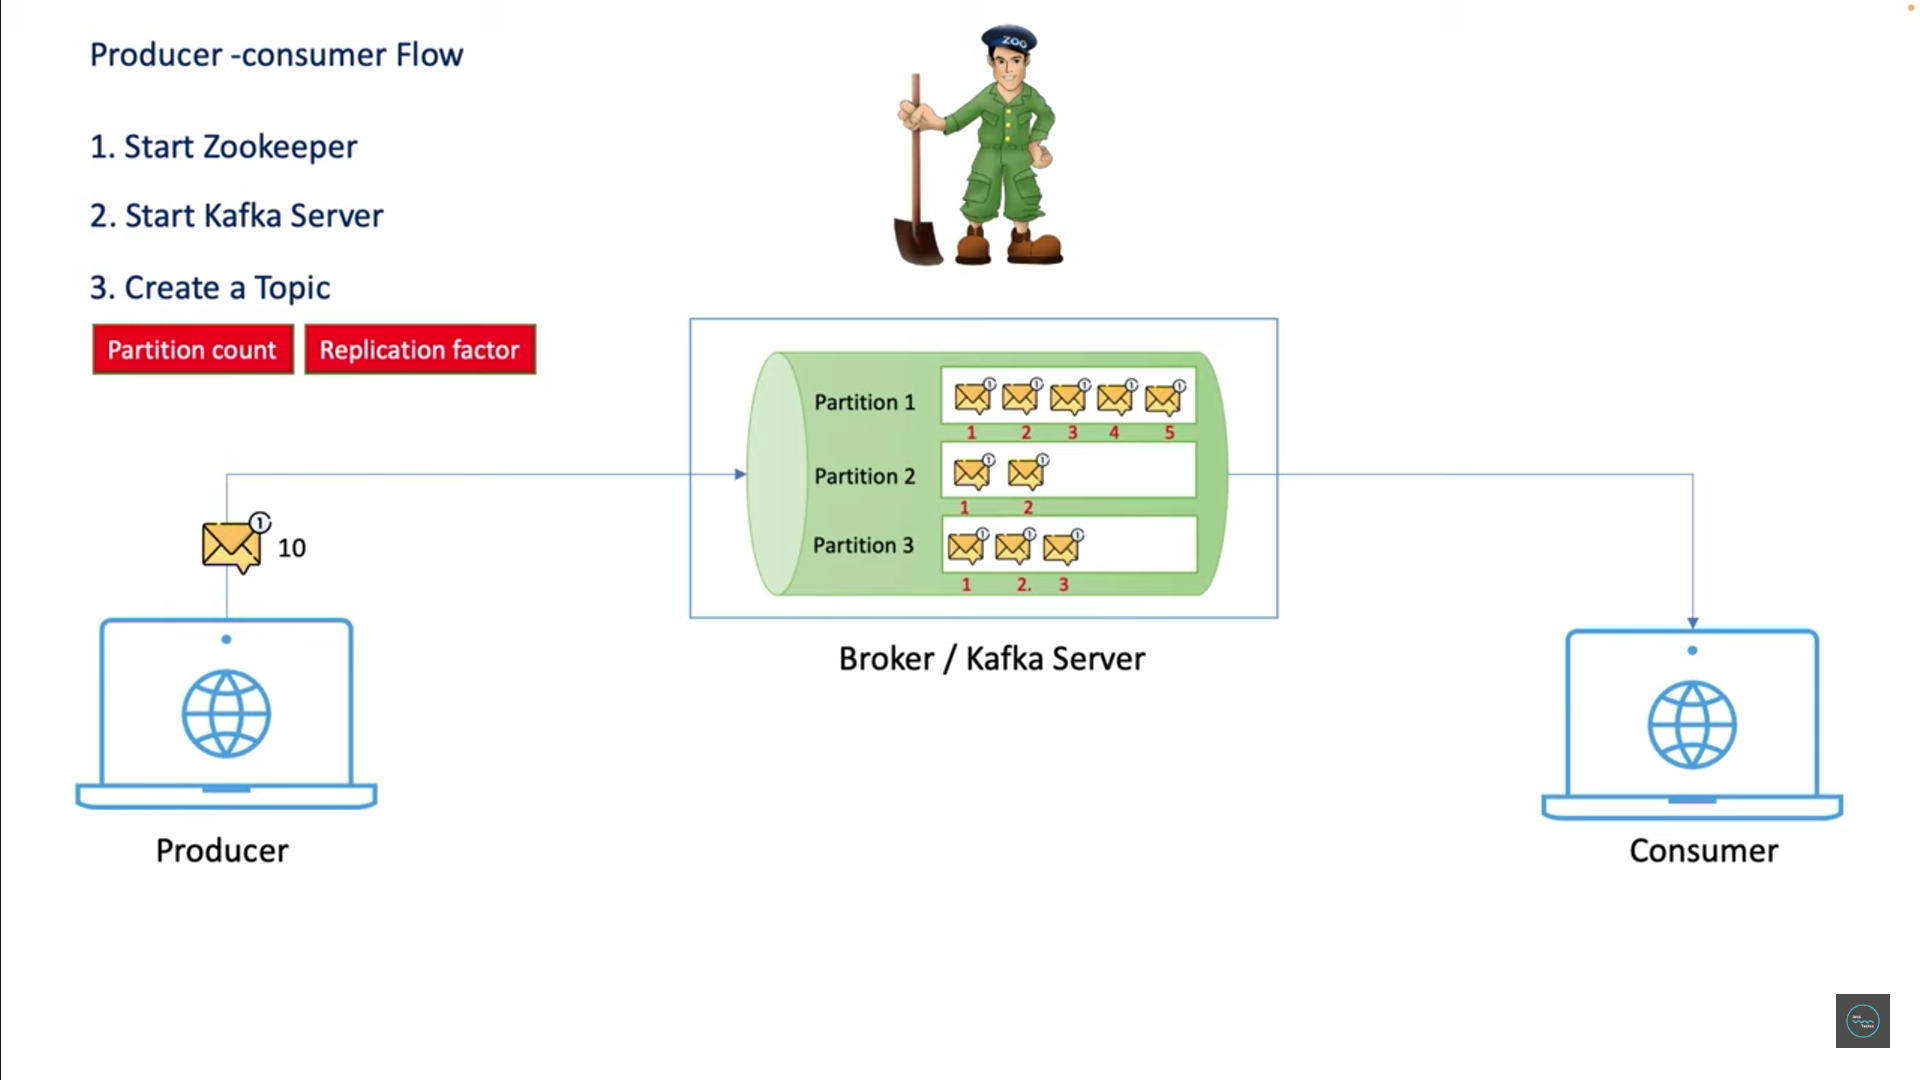 Producer -consumer Flow
ZOO
1. Start Zookeeper
2. Start Kafka Server
3. Create a Topic
Partition count
Replication factor
Partition 1
1 2 3 4 5
Partition 2
1 2
Partition 3
1 2. 3
10
Broker / Kafka Server
Producer
Consumer